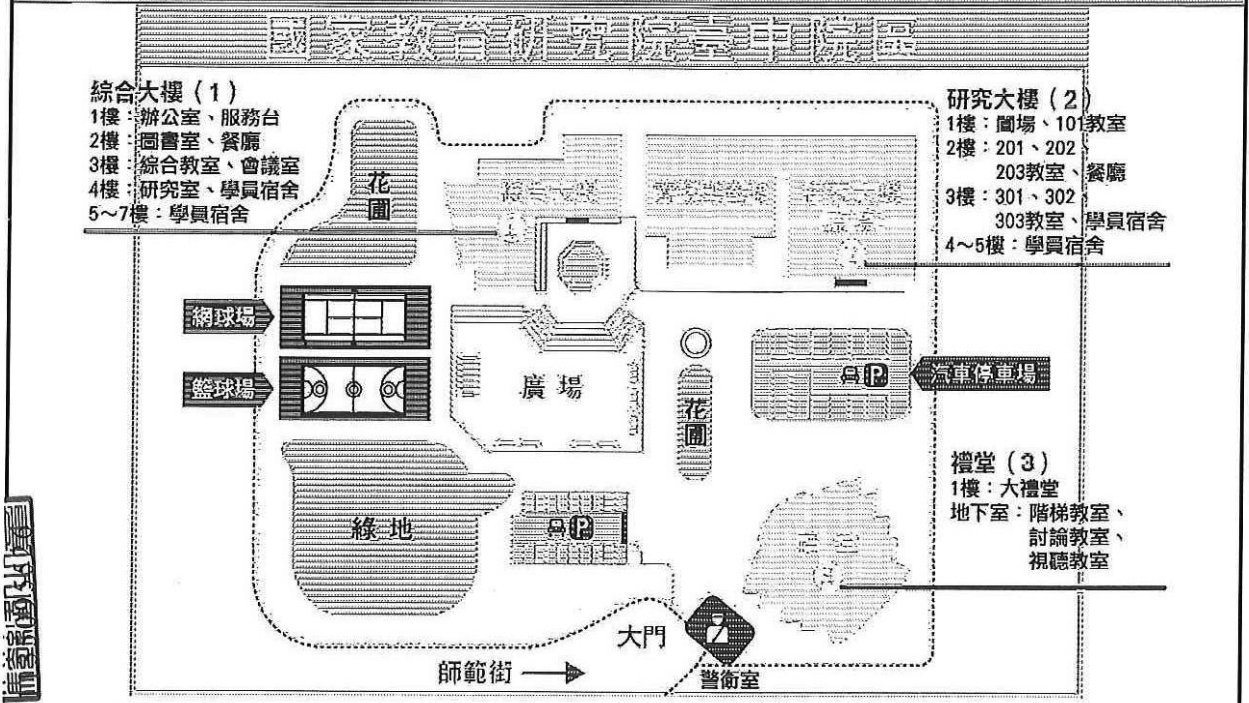 國家教育研究院臺中院區
綜合大樓（1）
1樓：辦公室、服務台
2樓：圖書室、餐廳
3樓：綜合教室、會議室
4樓：研究室、學員宿舍
5～7樓：學員宿舍
研究大樓（2）
1樓：闈場、101教室
2樓：201、202、
203教室、餐廳
3樓：301、302、
303教室、學員宿舍
4～5樓：學員宿舍
花圃
網球場
籃球場
廣場
花圃
P
汽車停車場
禮堂（3）
1樓：大禮堂
地下室：階梯教室、
討論教室、
視聽教室
綠地
P
大門
師範街
警衛室